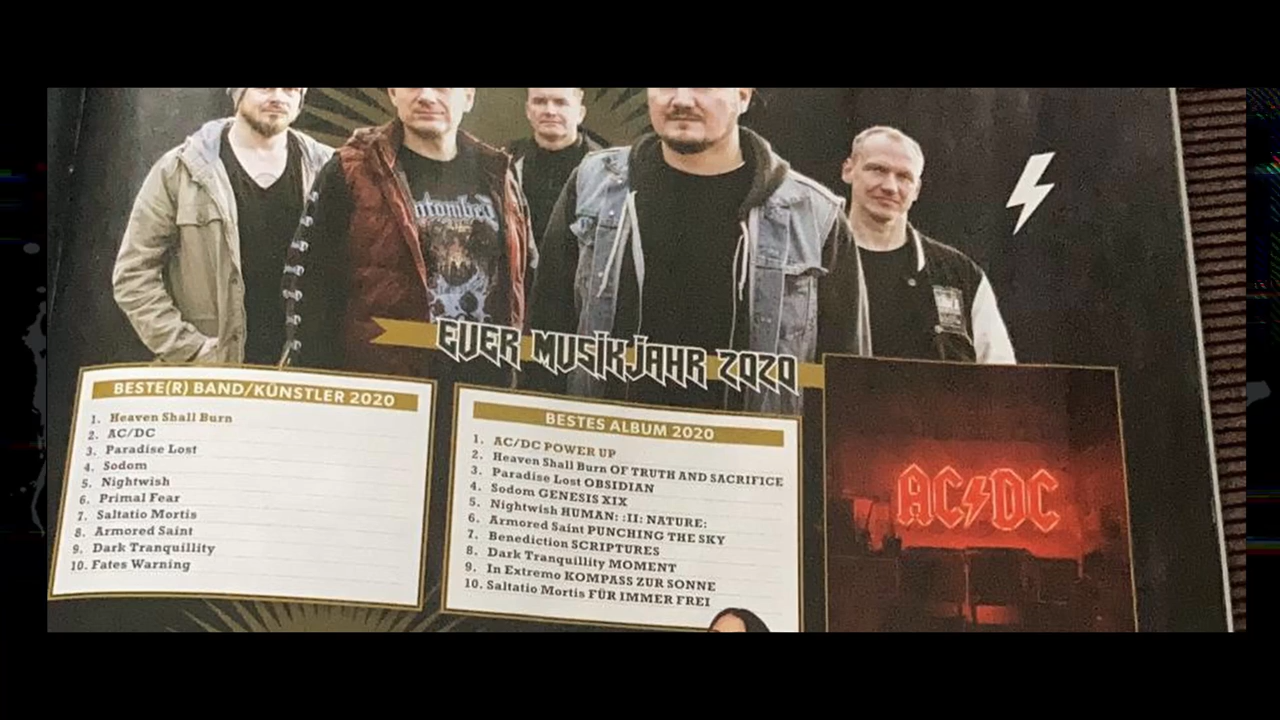 ntombed
EUER MUSIKJAHR 2020
BESTE(R) BAND/KÜNSTLER 2020
1. Heaven Shall Burn
2. AC/DC
3. Paradise Lost
4. Sodom
5. Nightwish
6. Primal Fear
7. Saltatio Mortis
8. Armored Saint
9. Dark Tranquillity
10. Fates Warning
BESTES ALBUM 2020
1. AC/DC POWER UP
2. Heaven Shall Burn OF TRUTH AND SACRIFICE
3. Paradise Lost OBSIDIAN
4. Sodom GENESIS XIX
5. Nightwish HUMAN: :II: NATURE:
6. Armored Saint PUNCHING THE SKY
7. Benediction SCRIPTURES
8. Dark Tranquility MOMENT
9. In Extremo KOMPASS ZUR SONNE
10. Saltatio Mortis FÜR IMMER FREI
AC⚡DC